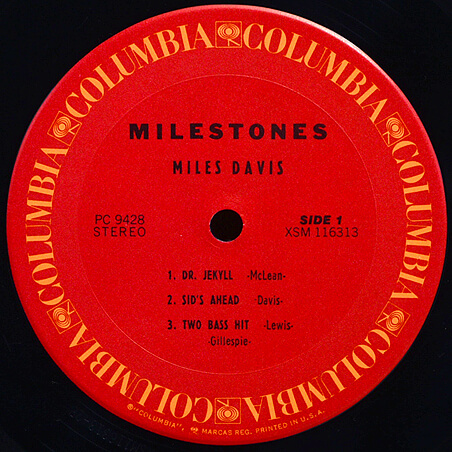 COLUMBIA COLUMBIA COLUMBIA COLUMBIA COLUMBIA COLUMBIA
MILESTONES
MILES DAVIS
PC 9428 SIDE 1
STEREO XSM 116313
1. DR. JEKYLL -McLean-
2. SID'S AHEAD -Davis-
3. TWO BASS HIT -Lewis-
-Gillespie-
®"COLUMBIA", MARCAS REG. PRINTED IN U.S.A.